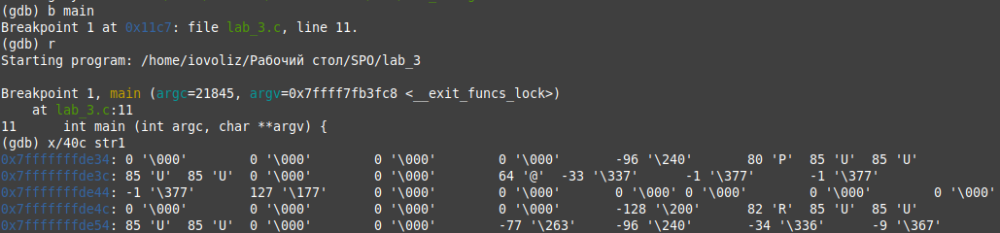 (gdb) b main
Breakpoint 1 at 0x11c7: file lab_3.c, line 11.
(gdb) r
Starting program: /home/iovoliz/Рабочий стол/SPO/lab_3
Breakpoint 1, main (argc=21845, argv=0x7ffff7fb3fc8 <__exit_funcs_lock>)
at lab_3.c:11
11 int main (int argc, char **argv) {
(gdb) x/40c str1
0x7fffffffde34: 0 '\000' 0 '\000' 0 '\000' 0 '\000' -96 '\240' 80 'P' 85 'U' 85 'U'
0x7fffffffde3c: 85 'U' 85 'U' 0 '\000' 0 '\000' 64 '@' -33 '\337' -1 '\377' -1 '\377'
0x7fffffffde44: -1 '\377' 127 '\177' 0 '\000' 0 '\000' 0 '\000' 0 '\000' 0 '\000' 0 '\000'
0x7fffffffde4c: 0 '\000' 0 '\000' 0 '\000' 0 '\000' -128 '\200' 82 'R' 85 'U' 85 'U'
0x7fffffffde54: 85 'U' 85 'U' 0 '\000' 0 '\000' -77 '\263' -96 '\240' -34 '\336' -9 '\367'